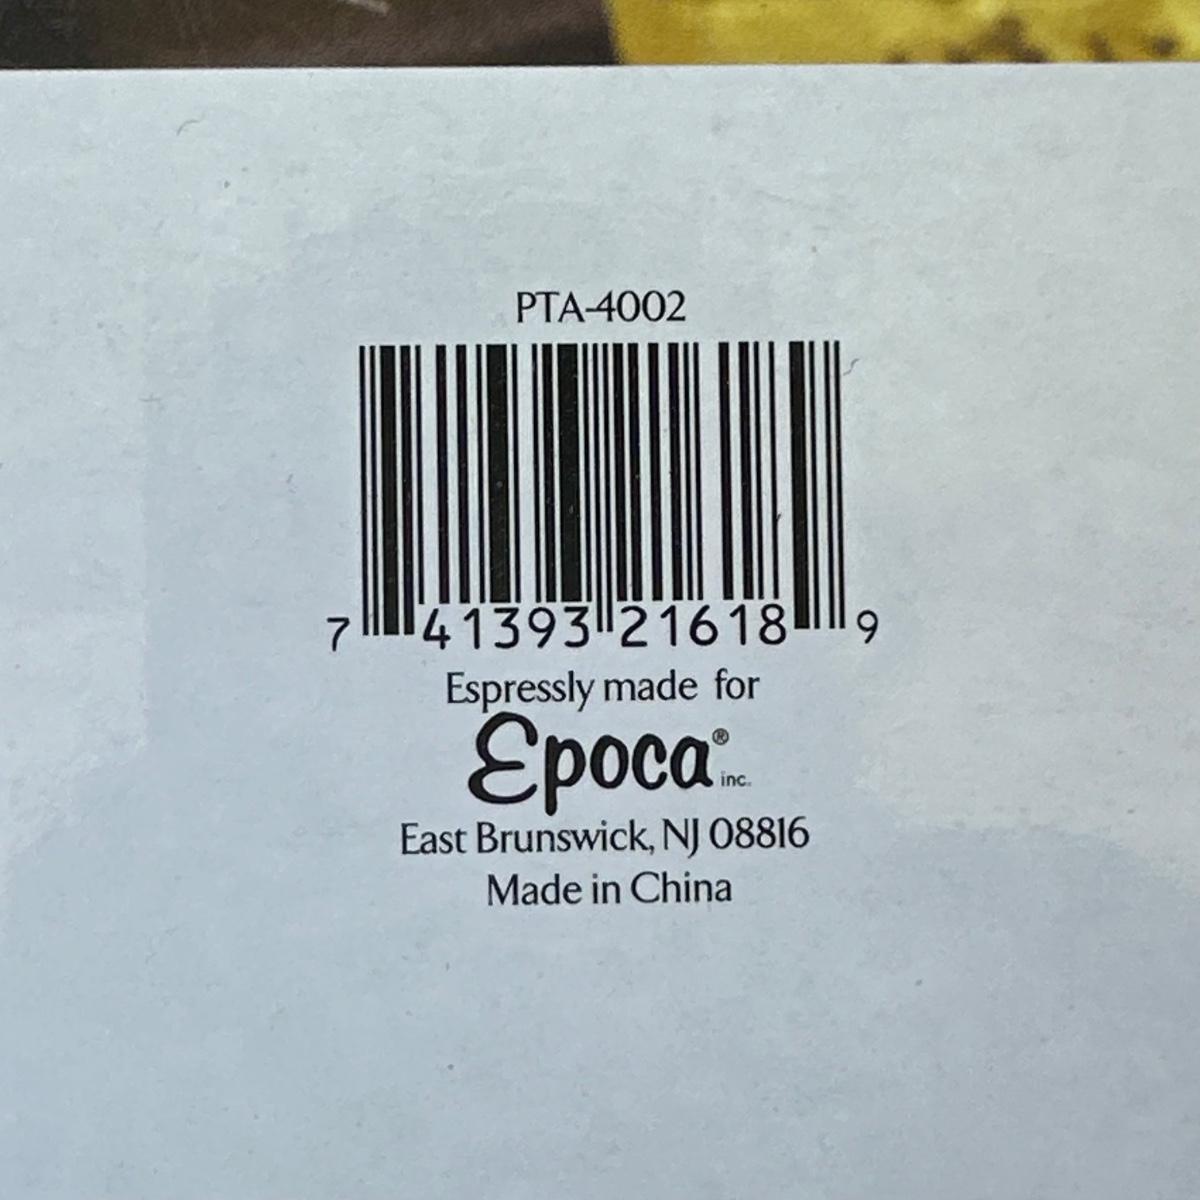 PTA-4002
7 41393 21618 9
Espressly made for
Epoca® inc.
East Brunswick, NJ 08816
Made in China